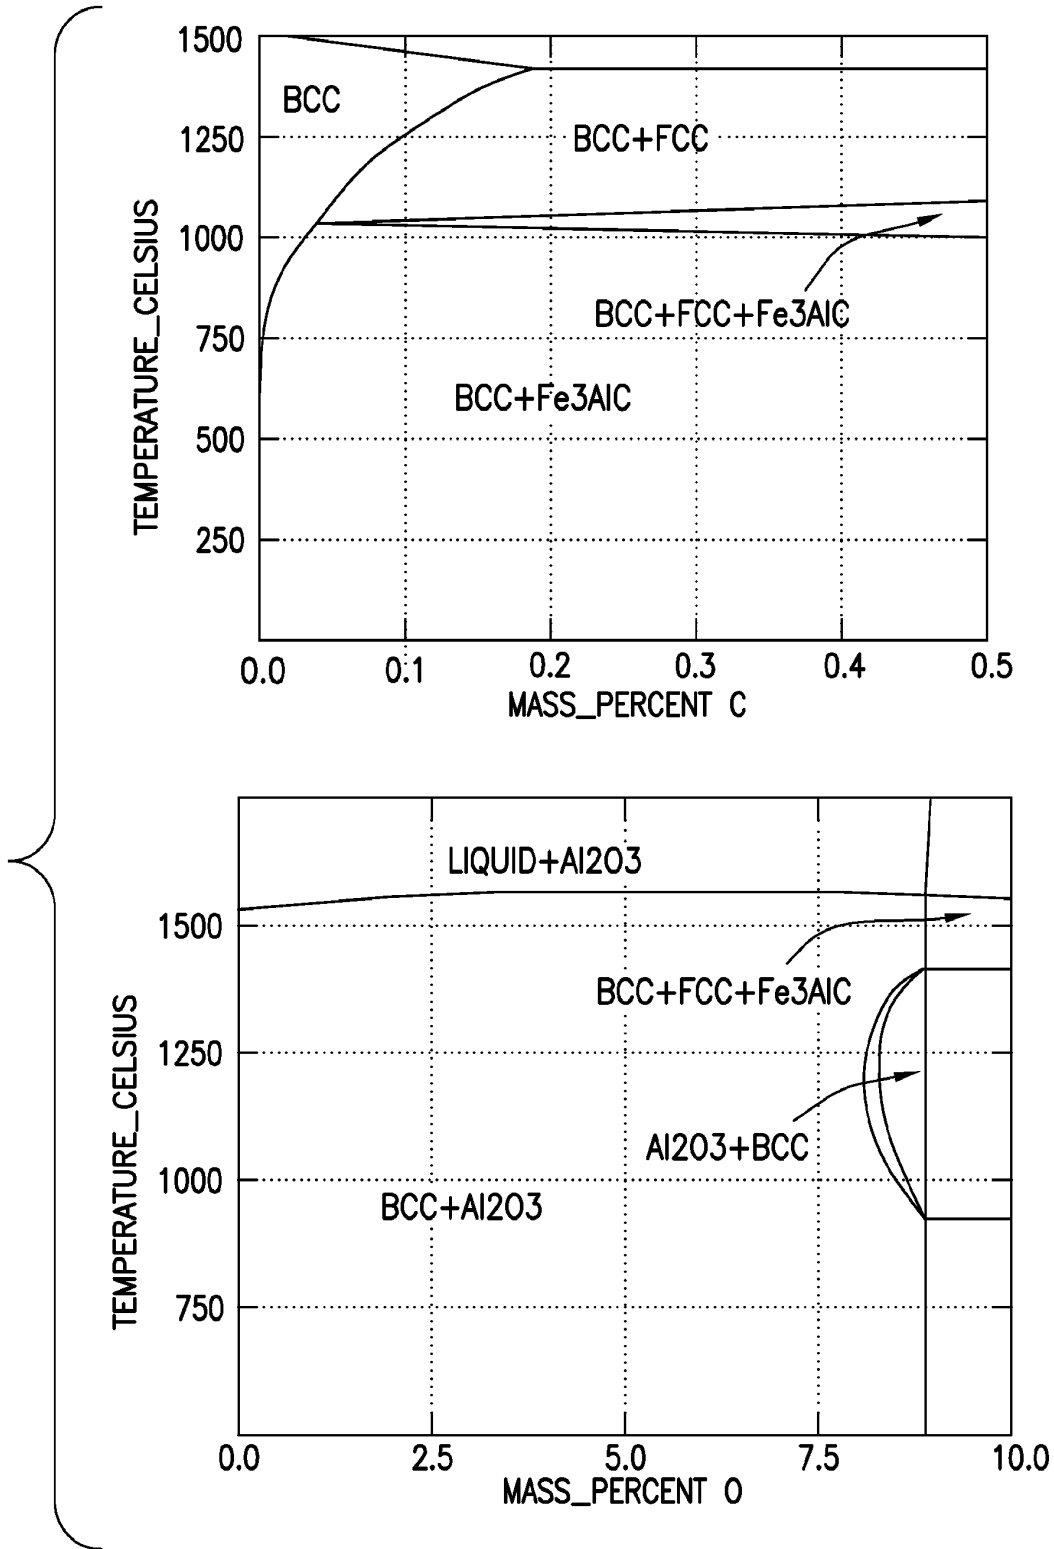 1500
BCC
1250
BCC+FCC
1000
BCC+FCC+Fe3AlC
750
BCC+Fe3AlC
500
250
TEMPERATURE_CELSIUS
0.0 0.1 0.2 0.3 0.4 0.5
MASS_PERCENT C
LIQUID+Al2O3
1500
BCC+FCC+Fe3AlC
1250
Al2O3+BCC
1000
BCC+Al2O3
750
TEMPERATURE_CELSIUS
0.0 2.5 5.0 7.5 10.0
MASS_PERCENT O